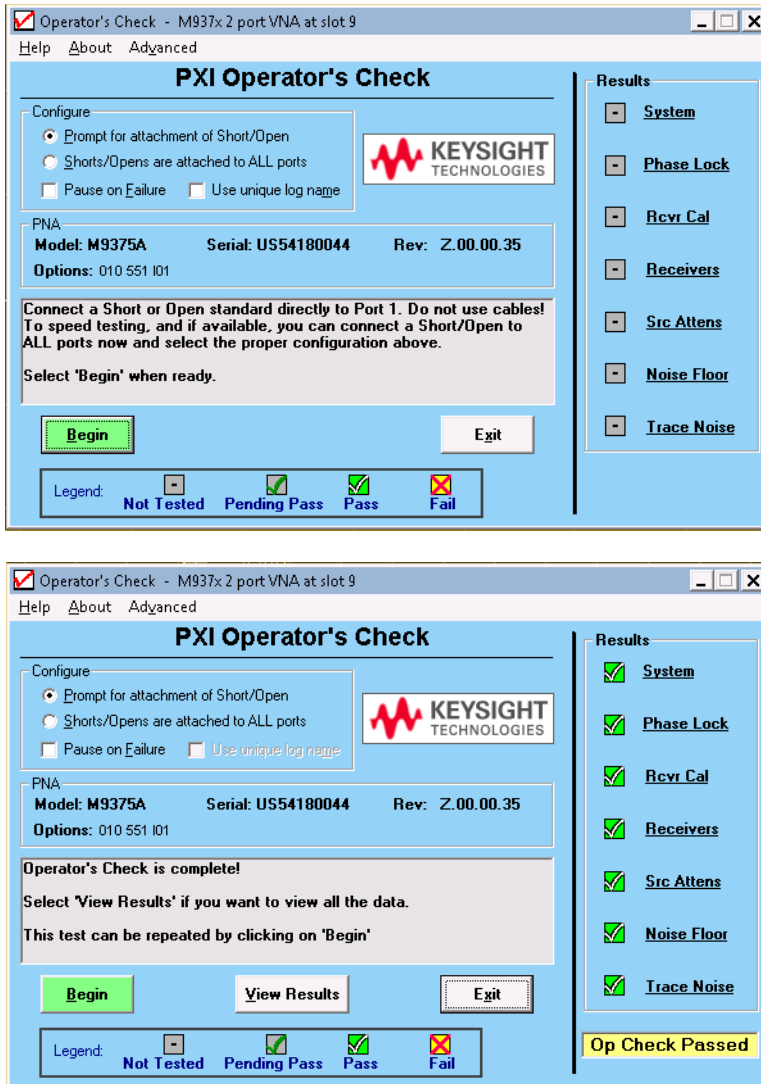 Operator's Check - M937x 2 port VNA at slot 9
Help About Advanced
PXI Operator's Check
Configure
Prompt for attachment of Short/Open
Shorts/Opens are attached to ALL ports
Pause on Failure Use unique log name
KEYSIGHT
TECHNOLOGIES
PNA
Model: M9375A Serial: US54180044 Rev: Z.00.00.35
Options: 010 551 I01
Connect a Short or Open standard directly to Port 1. Do not use cables!
To speed testing, and if available, you can connect a Short/Open to
ALL ports now and select the proper configuration above.
Select 'Begin' when ready.
Begin Exit
Legend: Not Tested Pending Pass Pass Fail
Results
System
Phase Lock
Rcvr Cal
Receivers
Src Attens
Noise Floor
Trace Noise
Operator's Check - M937x 2 port VNA at slot 9
Help About Advanced
PXI Operator's Check
Configure
Prompt for attachment of Short/Open
Shorts/Opens are attached to ALL ports
Pause on Failure Use unique log name
KEYSIGHT
TECHNOLOGIES
PNA
Model: M9375A Serial: US54180044 Rev: Z.00.00.35
Options: 010 551 I01
Operator's Check is complete!
Select 'View Results' if you want to view all the data.
This test can be repeated by clicking on 'Begin'
Begin View Results Exit
Legend: Not Tested Pending Pass Pass Fail
Results
System
Phase Lock
Rcvr Cal
Receivers
Src Attens
Noise Floor
Trace Noise
Op Check Passed